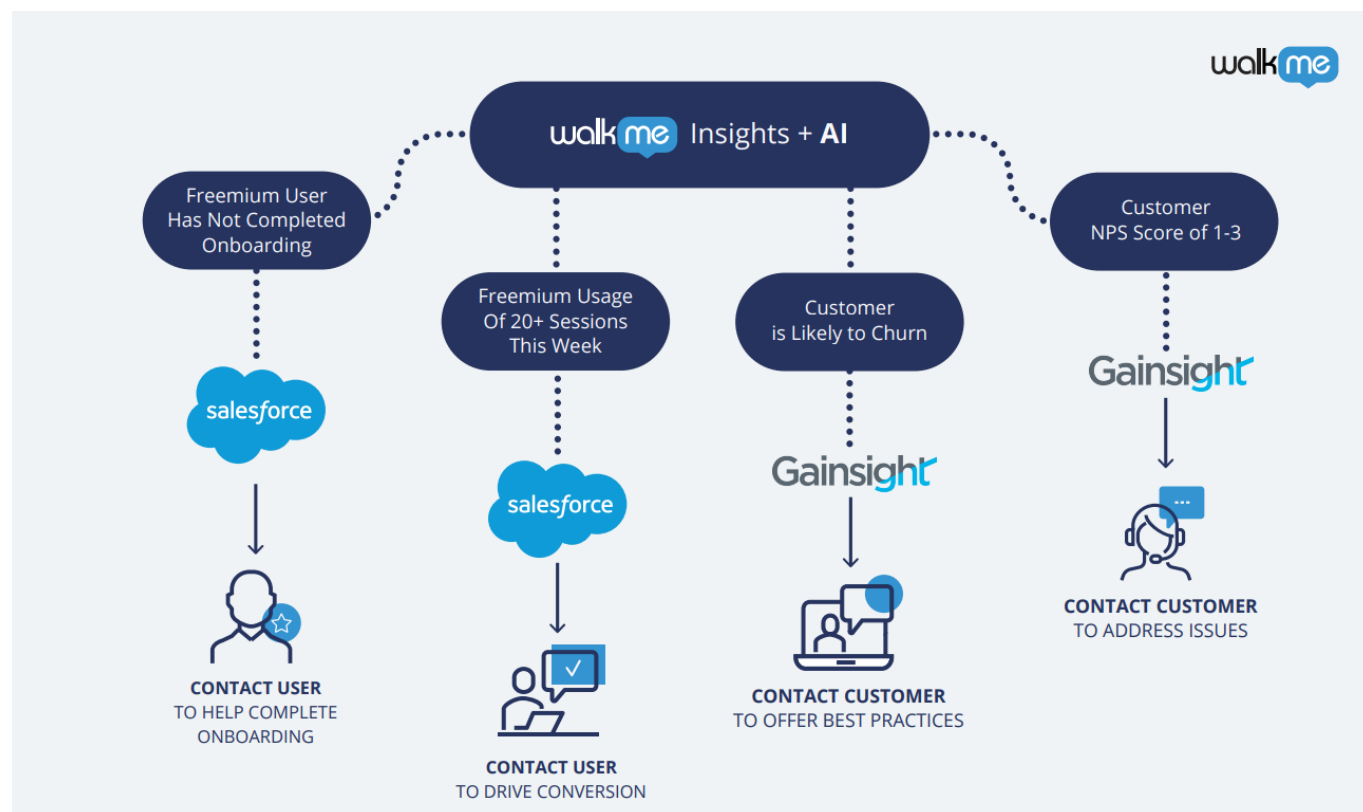 walkme
walkme Insights + AI
Freemium User
Has Not Completed
Onboarding
salesforce
CONTACT USER
TO HELP COMPLETE
ONBOARDING
Freemium Usage
Of 20+ Sessions
This Week
salesforce
CONTACT USER
TO DRIVE CONVERSION
Customer
is Likely to Churn
Gainsight
CONTACT CUSTOMER
TO OFFER BEST PRACTICES
Customer
NPS Score of 1-3
Gainsight
CONTACT CUSTOMER
TO ADDRESS ISSUES